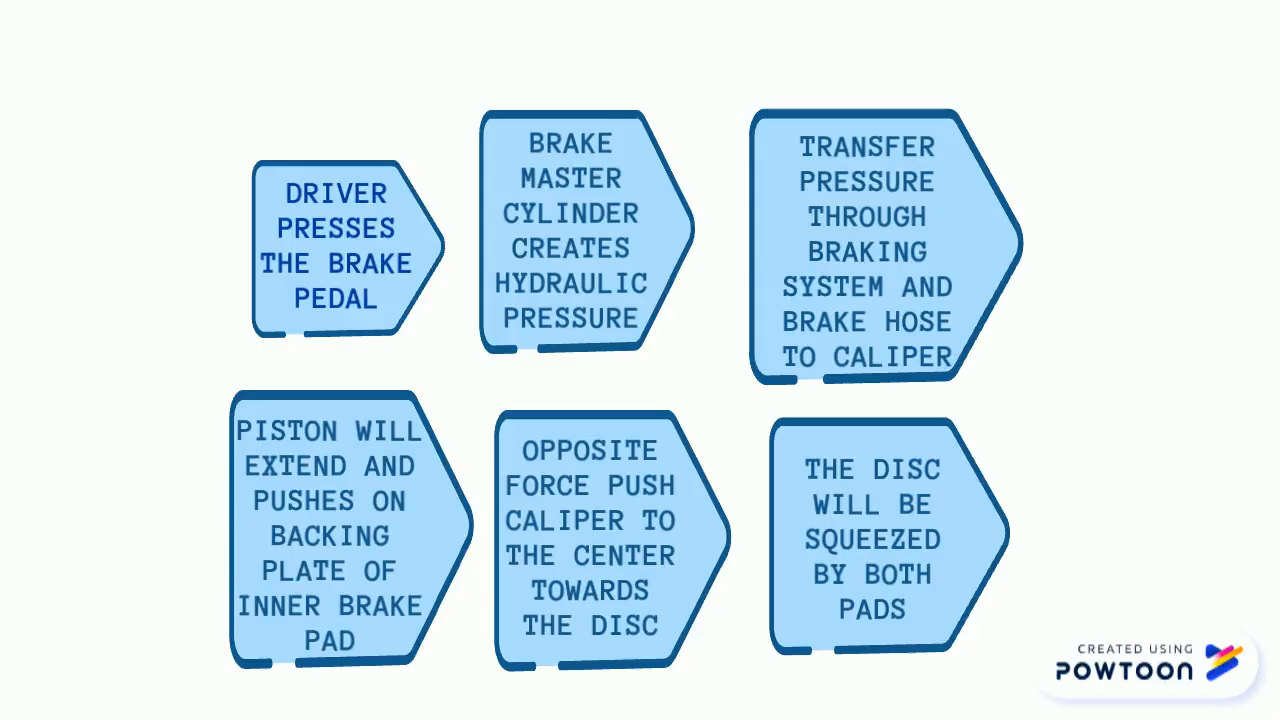 DRIVER
PRESSES
THE BRAKE
PEDAL
BRAKE
MASTER
CYLINDER
CREATES
HYDRAULIC
PRESSURE
TRANSFER
PRESSURE
THROUGH
BRAKING
SYSTEM AND
BRAKE HOSE
TO CALIPER
PISTON WILL
EXTEND AND
PUSHES ON
BACKING
PLATE OF
INNER BRAKE
PAD
OPPOSITE
FORCE PUSH
CALIPER TO
THE CENTER
TOWARDS
THE DISC
THE DISC
WILL BE
SQUEEZED
BY BOTH
PADS
CREATED USING
POWTOON